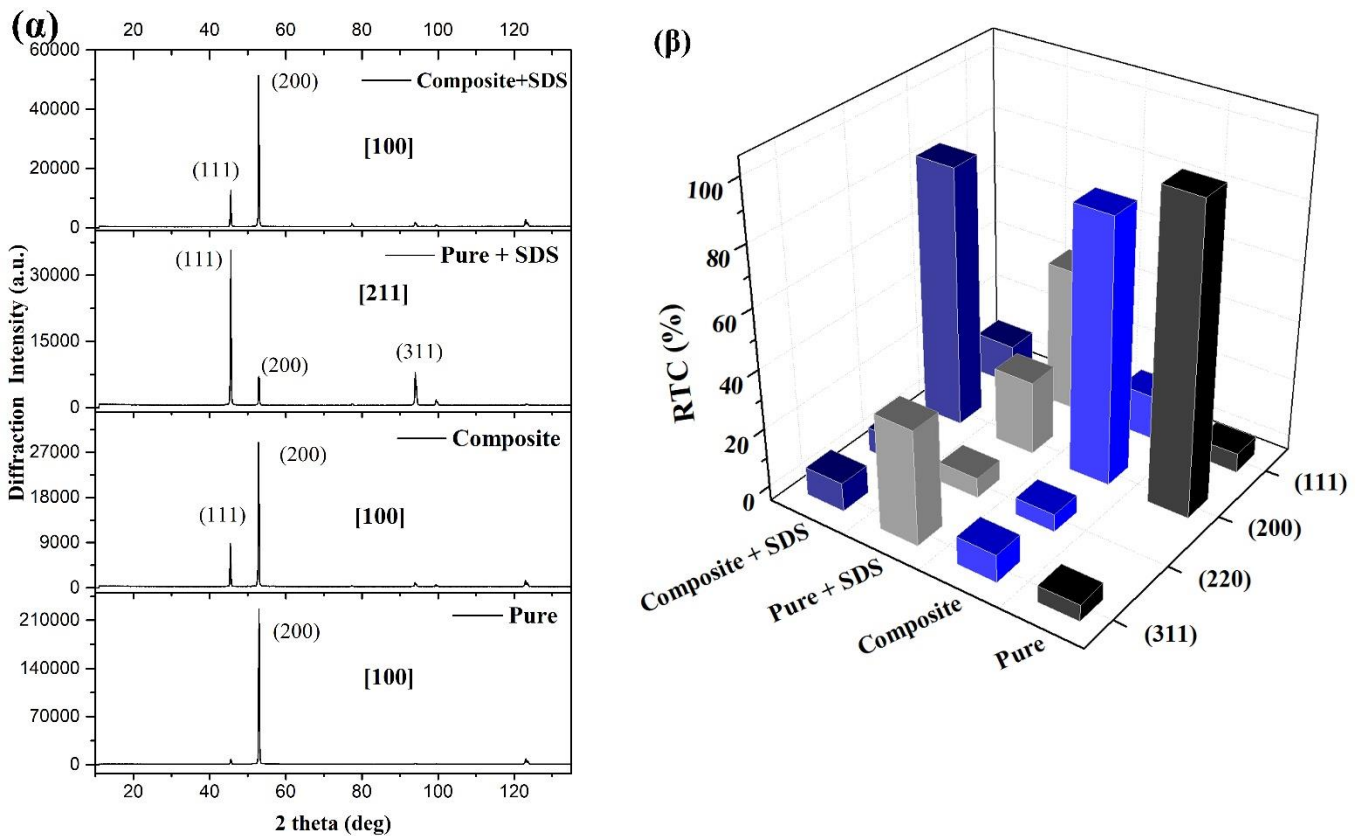 (α)
20 40 60 80 100 120
60000
40000
20000
0
Composite+SDS
(200)
(111)
[100]
30000
15000
0
Pure + SDS
(111)
[211]
(200)
(311)
27000
18000
9000
0
Composite
(200)
(111)
[100]
210000
140000
70000
0
Pure
(200)
[100]
Diffraction Intensity (a.u.)
20 40 60 80 100 120
2 theta (deg)
(β)
100
80
60
40
20
0
RTC (%)
Composite + SDS
Pure + SDS
Composite
Pure
(111)
(200)
(220)
(311)